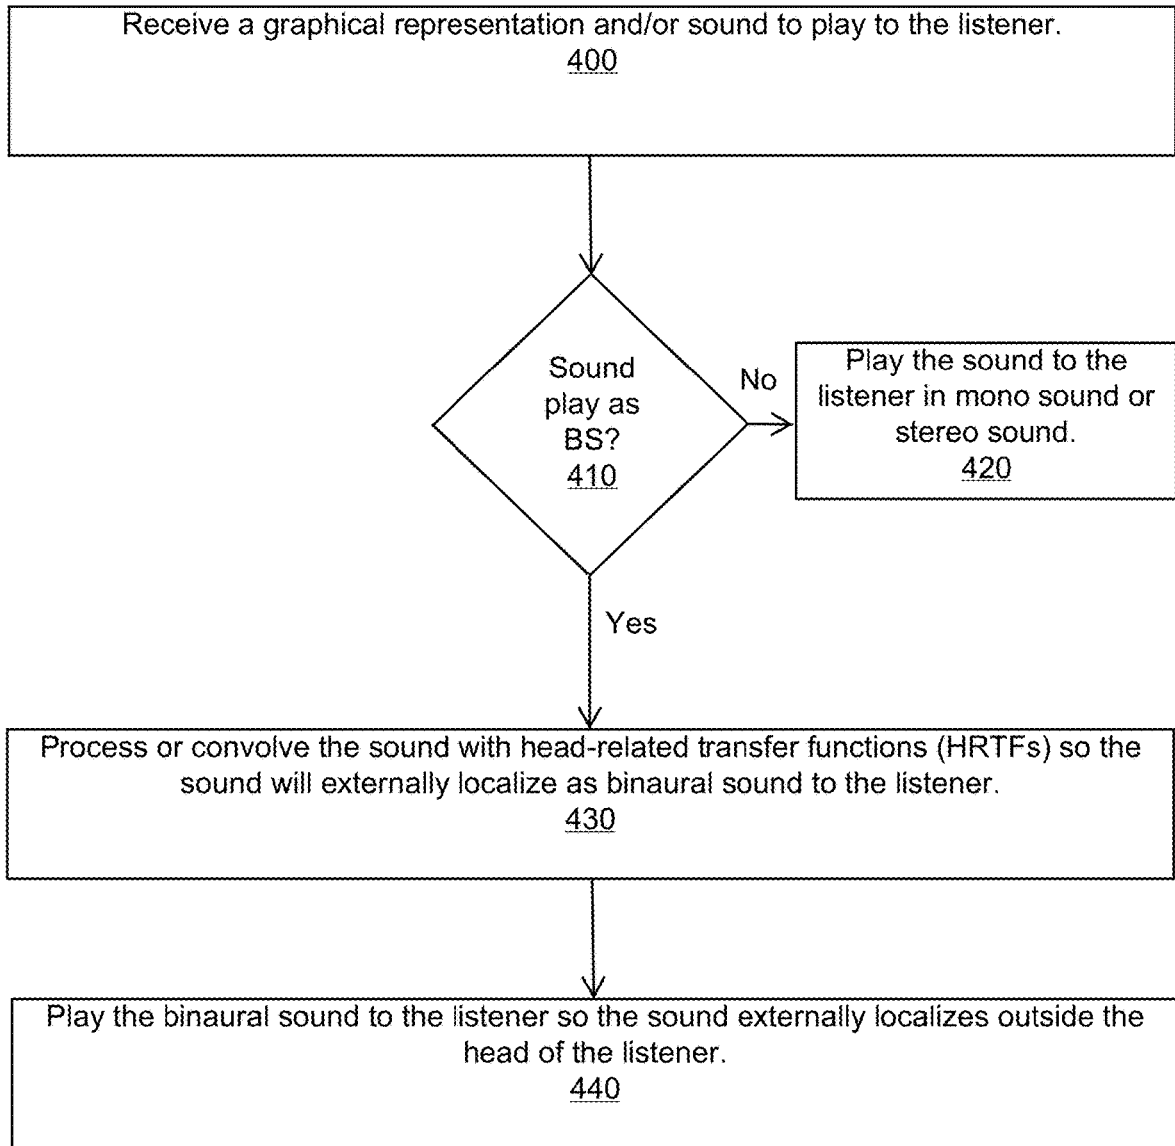 Receive a graphical representation and/or sound to play to the listener.
400
Sound
play as
BS?
410
No
Play the sound to the
listener in mono sound or
stereo sound.
420
Yes
Process or convolve the sound with head-related transfer functions (HRTFs) so the
sound will externally localize as binaural sound to the listener.
430
Play the binaural sound to the listener so the sound externally localizes outside the
head of the listener.
440